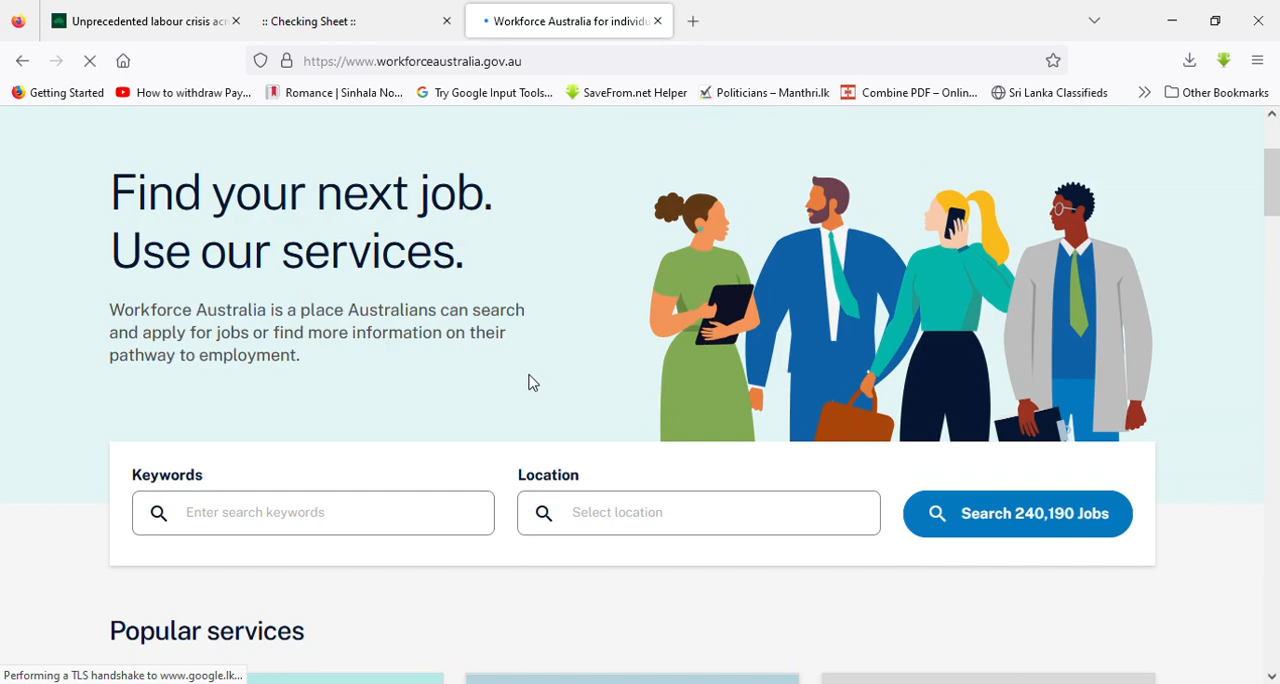 Unprecedented labour crisis acr
:: Checking Sheet ::
Workforce Australia for individu
https://www.workforceaustralia.gov.au
Getting Started
How to withdraw Pay...
Romance | Sinhala No...
Try Google Input Tools...
SaveFrom.net Helper
Politicians – Manthri.lk
Combine PDF – Onlin...
Sri Lanka Classifieds
Other Bookmarks
Find your next job.
Use our services.
Workforce Australia is a place Australians can search
and apply for jobs or find more information on their
pathway to employment.
Keywords
Enter search keywords
Location
Select location
Search 240,190 Jobs
Popular services
Performing a TLS handshake to www.google.lk...